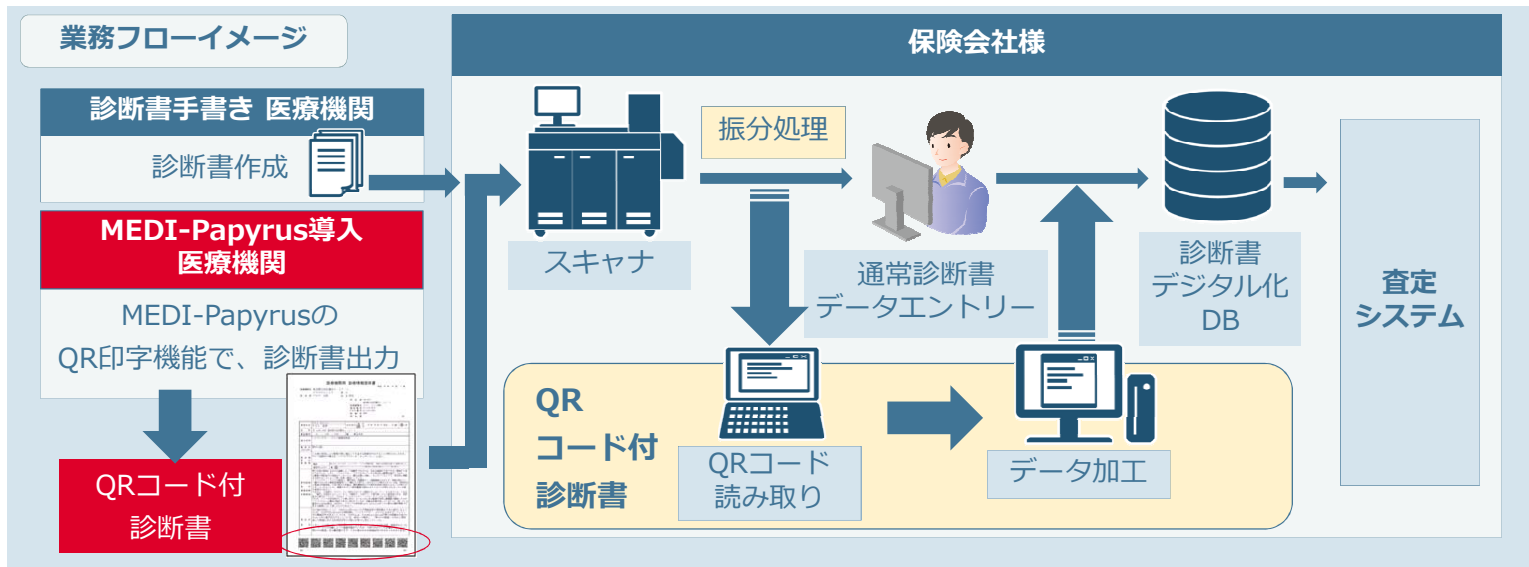 業務フローイメージ
保険会社様
診断書手書き 医療機関
診断書作成
MEDI-Papyrus導入
医療機関
MEDI-Papyrusの
QR印字機能で、診断書出力
QRコード付
診断書
スキャナ
振分処理
通常診断書
データエントリー
診断書
デジタル化
DB
査定
システム
QR
コード付
診断書
QRコード
読み取り
データ加工